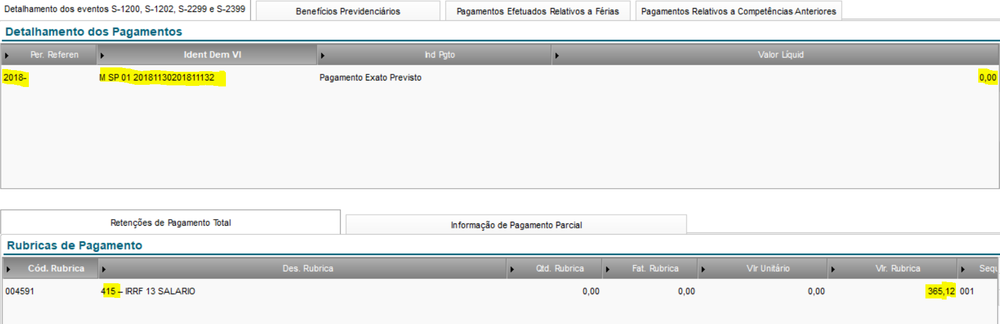 Detalhamento dos eventos S-1200, S-1202, S-2299 e S-2399 Benefícios Previdenciários Pagamentos Efetuados Relativos a Férias Pagamentos Relativos a Competências Anteriores
Detalhamento dos Pagamentos
Per. Referen Ident Dem Vl Ind Pgto Valor Líquid
2018- M SP 01 20181130201811132 Pagamento Exato Previsto 0,00
Retenções de Pagamento Total Informação de Pagamento Parcial
Rubricas de Pagamento
Cód. Rubrica Des. Rubrica Qtd. Rubrica Fat. Rubrica Vlr Unitário Vlr. Rubrica Sequ
004591 415 – IRRF 13 SALARIO 0,00 0,00 0,00 365,12 001